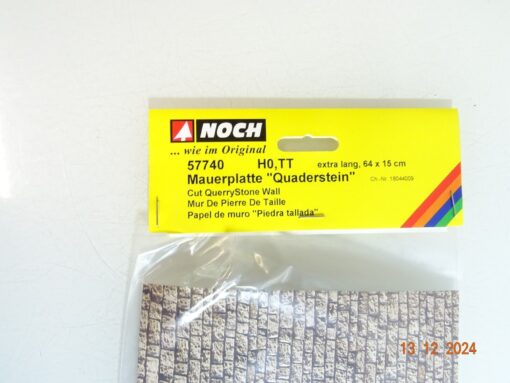 NOCH
... wie im Original
57740 H0,TT extra lang, 64 x 15 cm
Mauerplatte "Quaderstein" Ch.-Nr. 18044009
Cut QuerryStone Wall
Mur De Pierre De Taille
Papel de muro "Piedra tallada"
13 12 2024